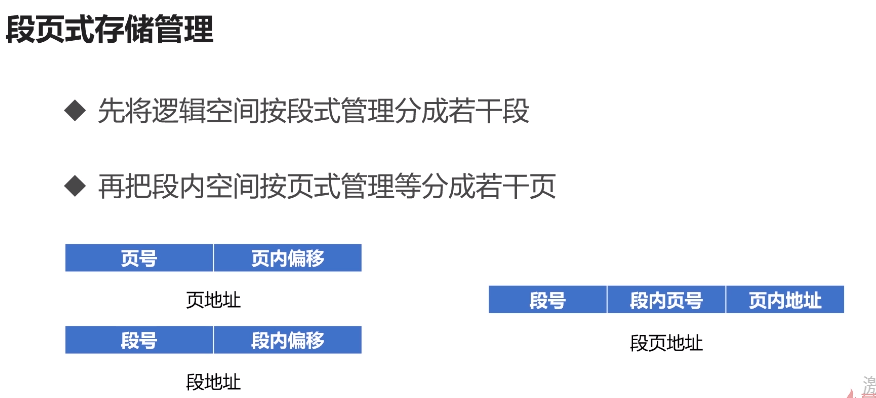 段页式存储管理
◆ 先将逻辑空间按段式管理分成若干段
◆ 再把段内空间按页式管理等分成若干页
页号 页内偏移
页地址
段号 段内偏移
段地址
段号 段内页号 页内地址
段页地址